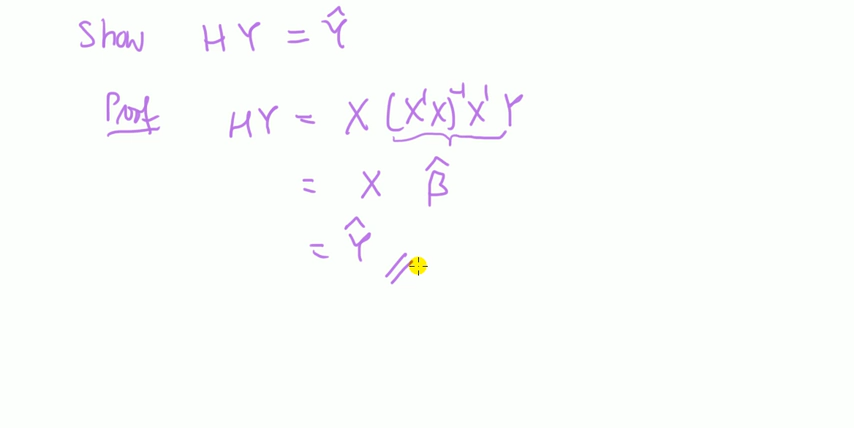 Show HY = Ŷ
Proof HY = X (X'X)⁻¹X'Y
= X β̂
= Ŷ //